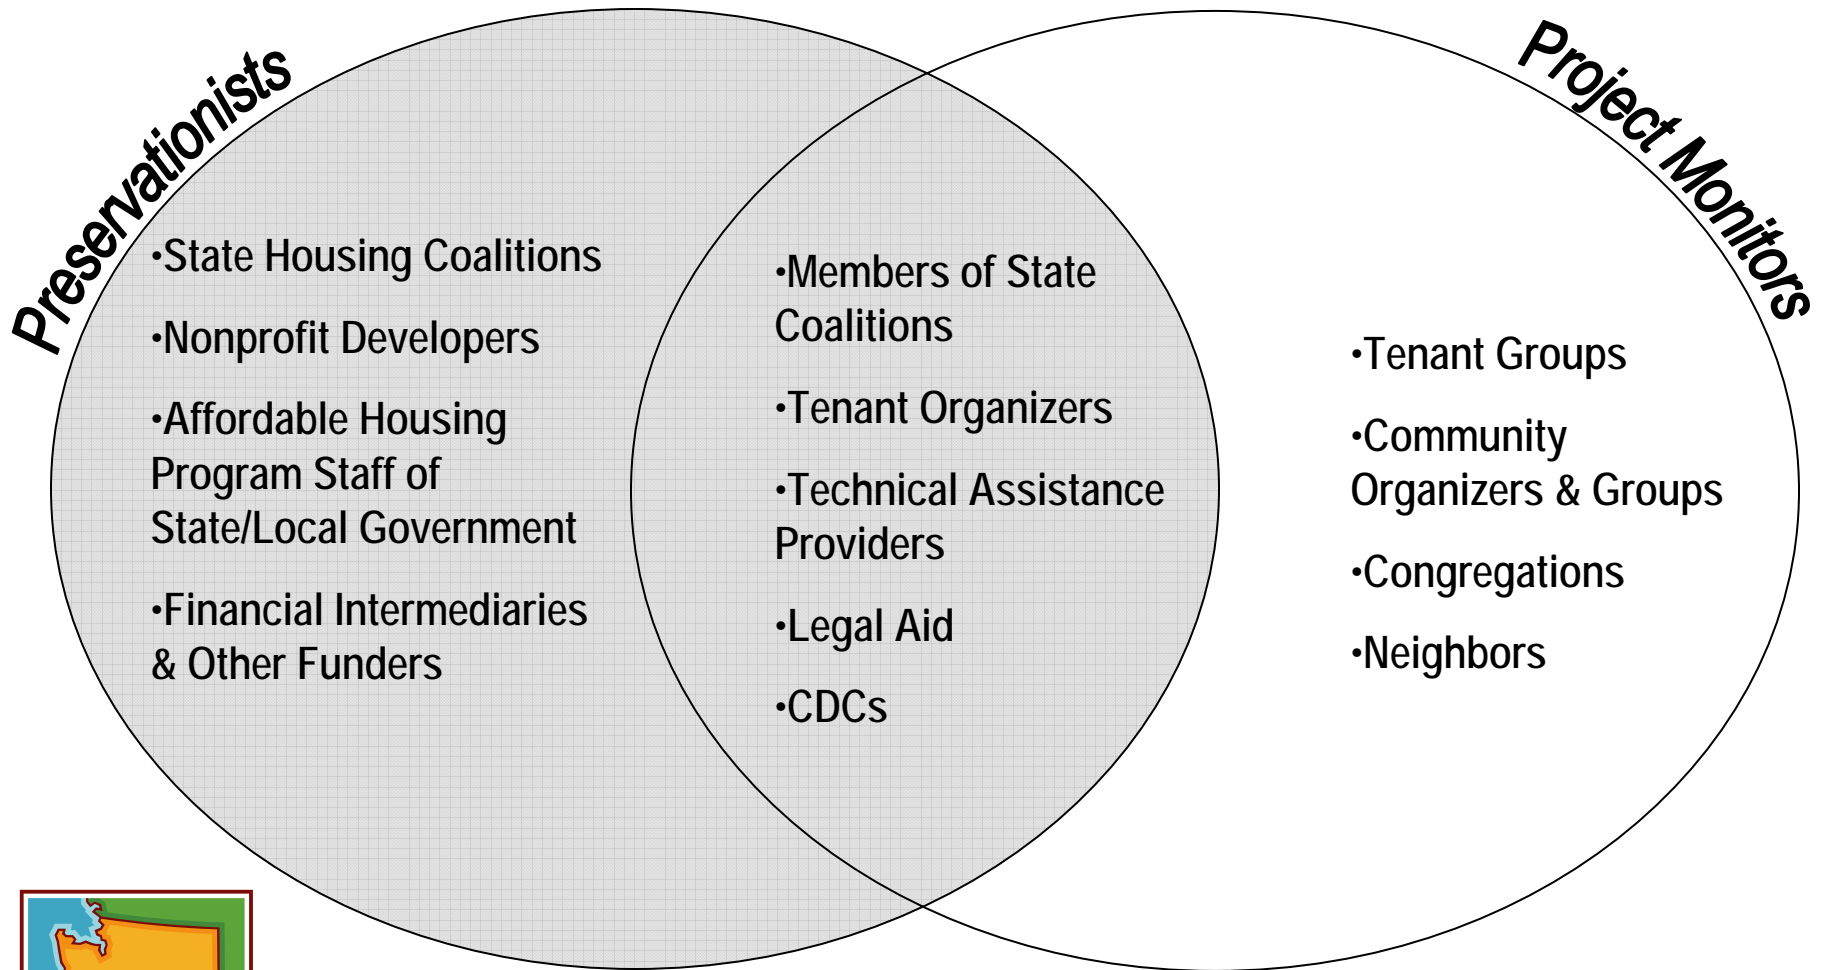 Preservationists
Project Monitors
•State Housing Coalitions
•Nonprofit Developers
•Affordable Housing
Program Staff of
State/Local Government
•Financial Intermediaries
& Other Funders
•Members of State
Coalitions
•Tenant Organizers
•Technical Assistance
Providers
•Legal Aid
•CDCs
•Tenant Groups
•Community
Organizers & Groups
•Congregations
•Neighbors